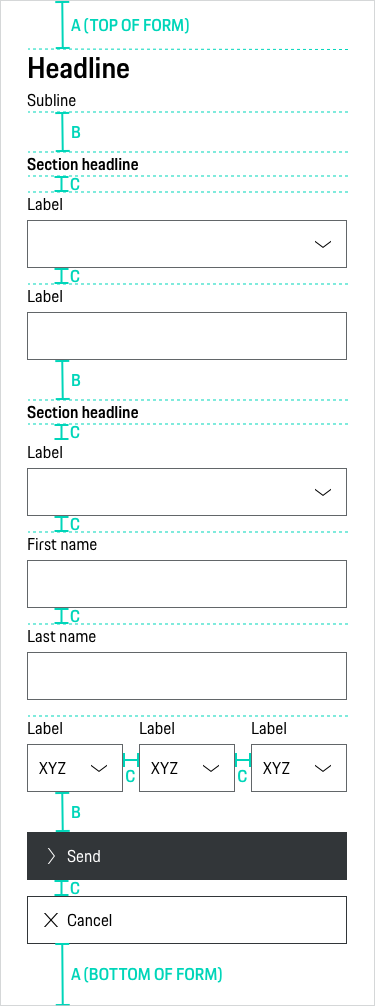 A (TOP OF FORM)
Headline
Subline
B
Section headline
C
Label
C
Label
B
Section headline
C
Label
C
First name
C
Last name
Label Label Label
XYZ C XYZ C XYZ
B
Send
C
Cancel
A (BOTTOM OF FORM)